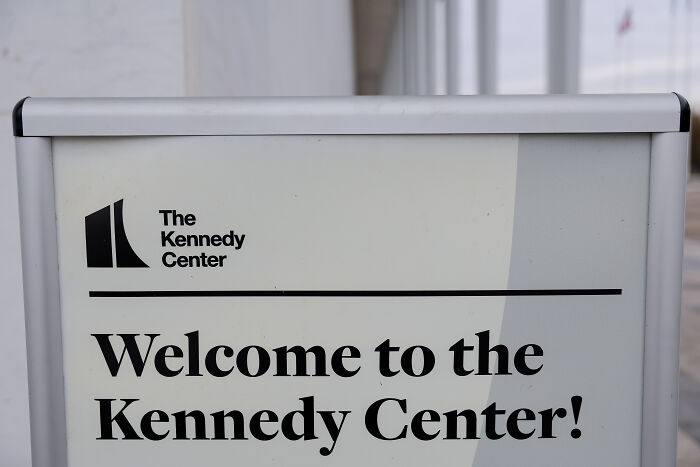 The
Kennedy
Center
Welcome to the
Kennedy Center!